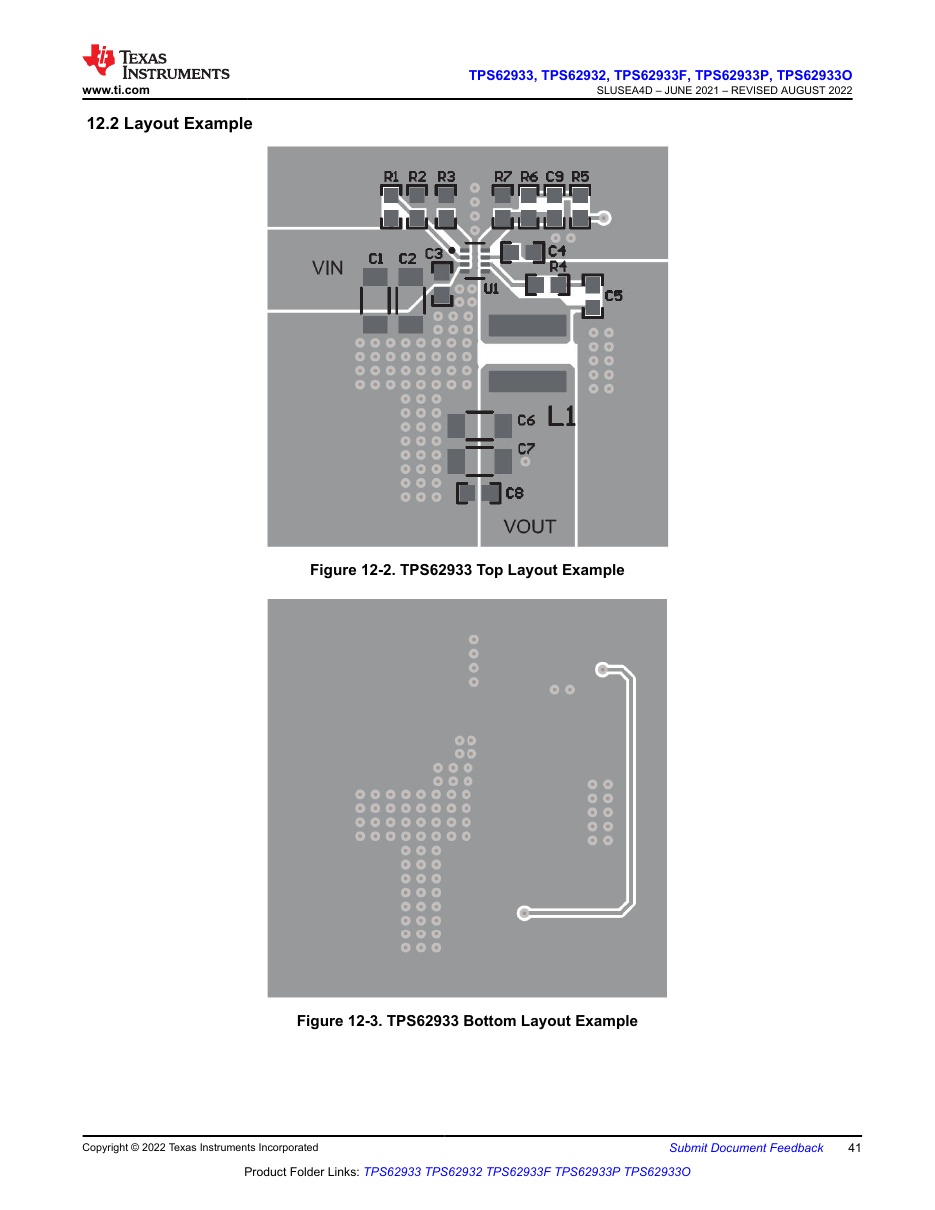 TEXAS
INSTRUMENTS
www.ti.com
TPS62933, TPS62932, TPS62933F, TPS62933P, TPS62933O
SLUSEA4D – JUNE 2021 – REVISED AUGUST 2022
12.2 Layout Example
R1 R2 R3 R7 R6 C9 R5
VIN C1 C2 C3 C4
R4
U1 C5
L1
C6
C7
C8
VOUT
Figure 12-2. TPS62933 Top Layout Example
Figure 12-3. TPS62933 Bottom Layout Example
Copyright © 2022 Texas Instruments Incorporated Submit Document Feedback 41
Product Folder Links: TPS62933 TPS62932 TPS62933F TPS62933P TPS62933O